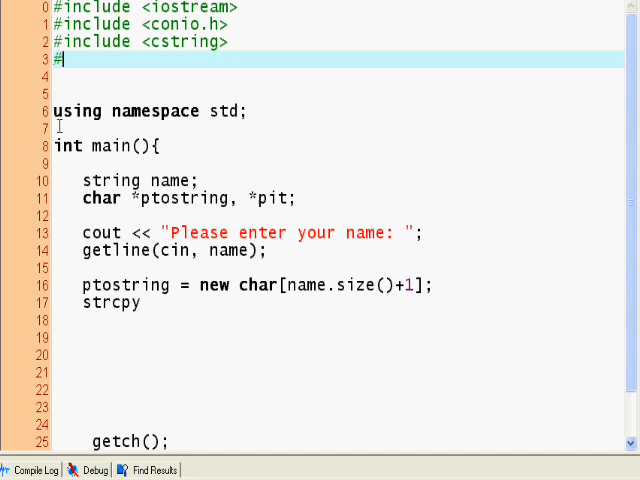 0 #include <iostream>
1 #include <conio.h>
2 #include <cstring>
3 #
4
5
6 using namespace std;
7
8 int main(){
9
10 string name;
11 char *ptostring, *pit;
12
13 cout << "Please enter your name: ";
14 getline(cin, name);
15
16 ptostring = new char[name.size()+1];
17 strcpy
18
19
20
21
22
23
24
25 getch();
Compile Log Debug Find Results